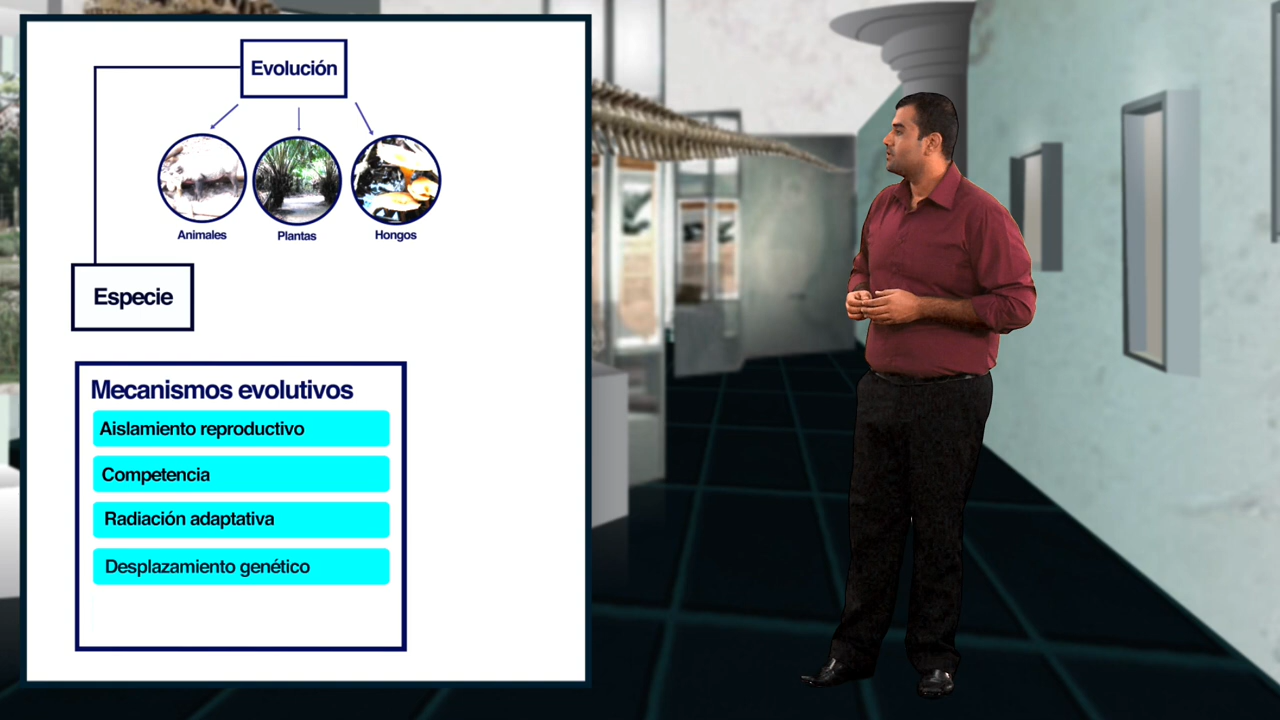 Evolución
Animales
Plantas
Hongos
Especie
Mecanismos evolutivos
Aislamiento reproductivo
Competencia
Radiación adaptativa
Desplazamiento genético